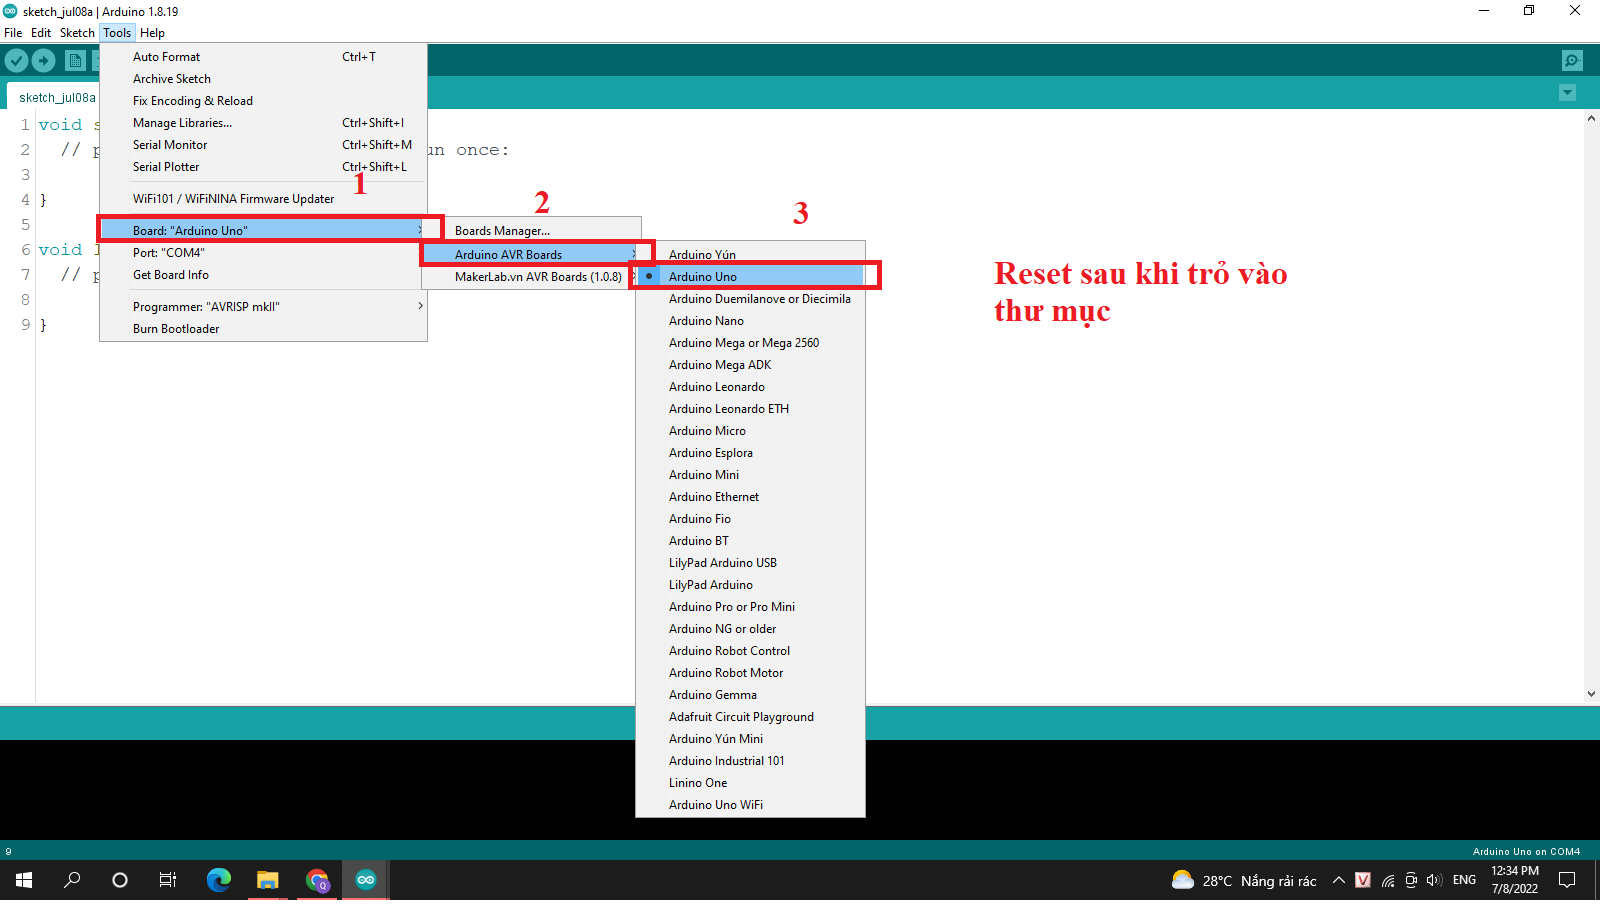 sketch_jul08a | Arduino 1.8.19
File Edit Sketch Tools Help
Auto Format Ctrl+T
Archive Sketch
sketch_jul08a
Fix Encoding & Reload
Manage Libraries... Ctrl+Shift+I
Serial Monitor Ctrl+Shift+M
Serial Plotter Ctrl+Shift+L
WiFi101 / WiFiNINA Firmware Updater
Board: "Arduino Uno"
Port: "COM4"
Get Board Info
Programmer: "AVRISP mkII"
Burn Bootloader
1 void s
2 // p un once:
3
4 }
5
6 void l
7 // p
8
9 }
1
2
3
Boards Manager...
Arduino AVR Boards
MakerLab.vn AVR Boards (1.0.8)
Arduino Yún
Arduino Uno
Arduino Duemilanove or Diecimila
Arduino Nano
Arduino Mega or Mega 2560
Arduino Mega ADK
Arduino Leonardo
Arduino Leonardo ETH
Arduino Micro
Arduino Esplora
Arduino Mini
Arduino Ethernet
Arduino Fio
Arduino BT
LilyPad Arduino USB
LilyPad Arduino
Arduino Pro or Pro Mini
Arduino NG or older
Arduino Robot Control
Arduino Robot Motor
Arduino Gemma
Adafruit Circuit Playground
Arduino Yún Mini
Arduino Industrial 101
Linino One
Arduino Uno WiFi
Reset sau khi trỏ vào
thư mục
9 Arduino Uno on COM4
28°C Nắng rải rác V ENG 12:34 PM
7/8/2022